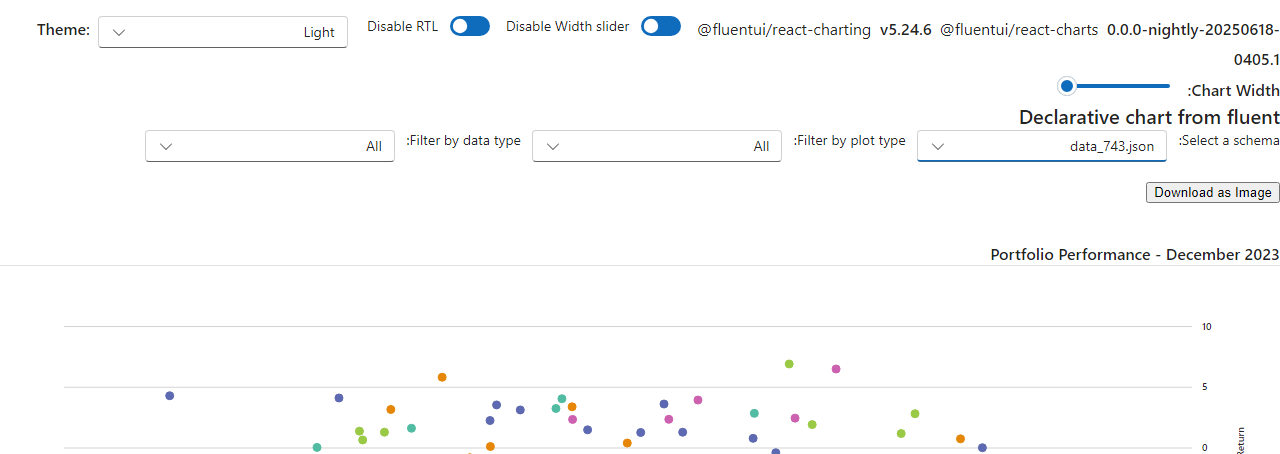 Theme: Light Disable RTL Disable Width slider @fluentui/react-charting v5.24.6 @fluentui/react-charts 0.0.0-nightly-20250618-
0405.1
:Chart Width
Declarative chart from fluent
:Select a schema data_743.json :Filter by plot type All :Filter by data type All
Download as Image
Portfolio Performance - December 2023
10
5
0
Return